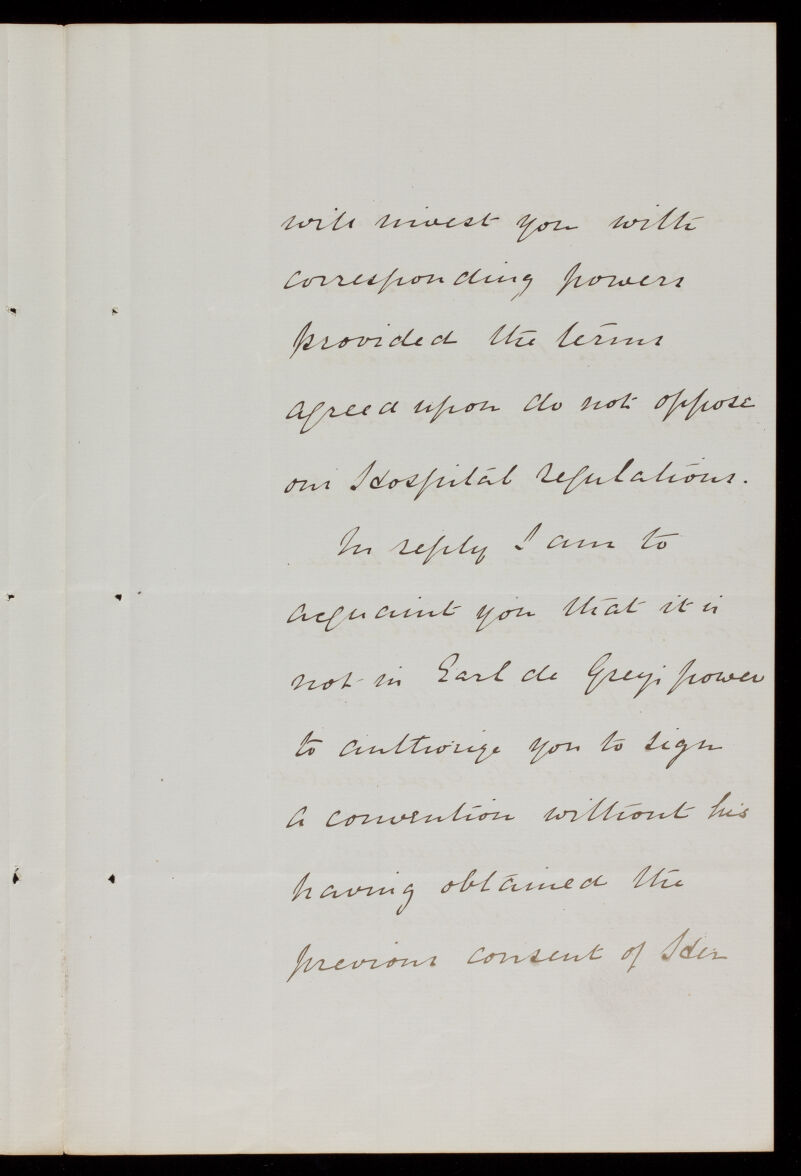 will invest you with
corresponding powers
provided the terms
agreed upon do not oppose
our Hospital regulations.
In reply I am to
acquaint you that it is
not in Earl de Grey's power
to authorize you to sign
a convention without his
having obtained the
previous consent of Her